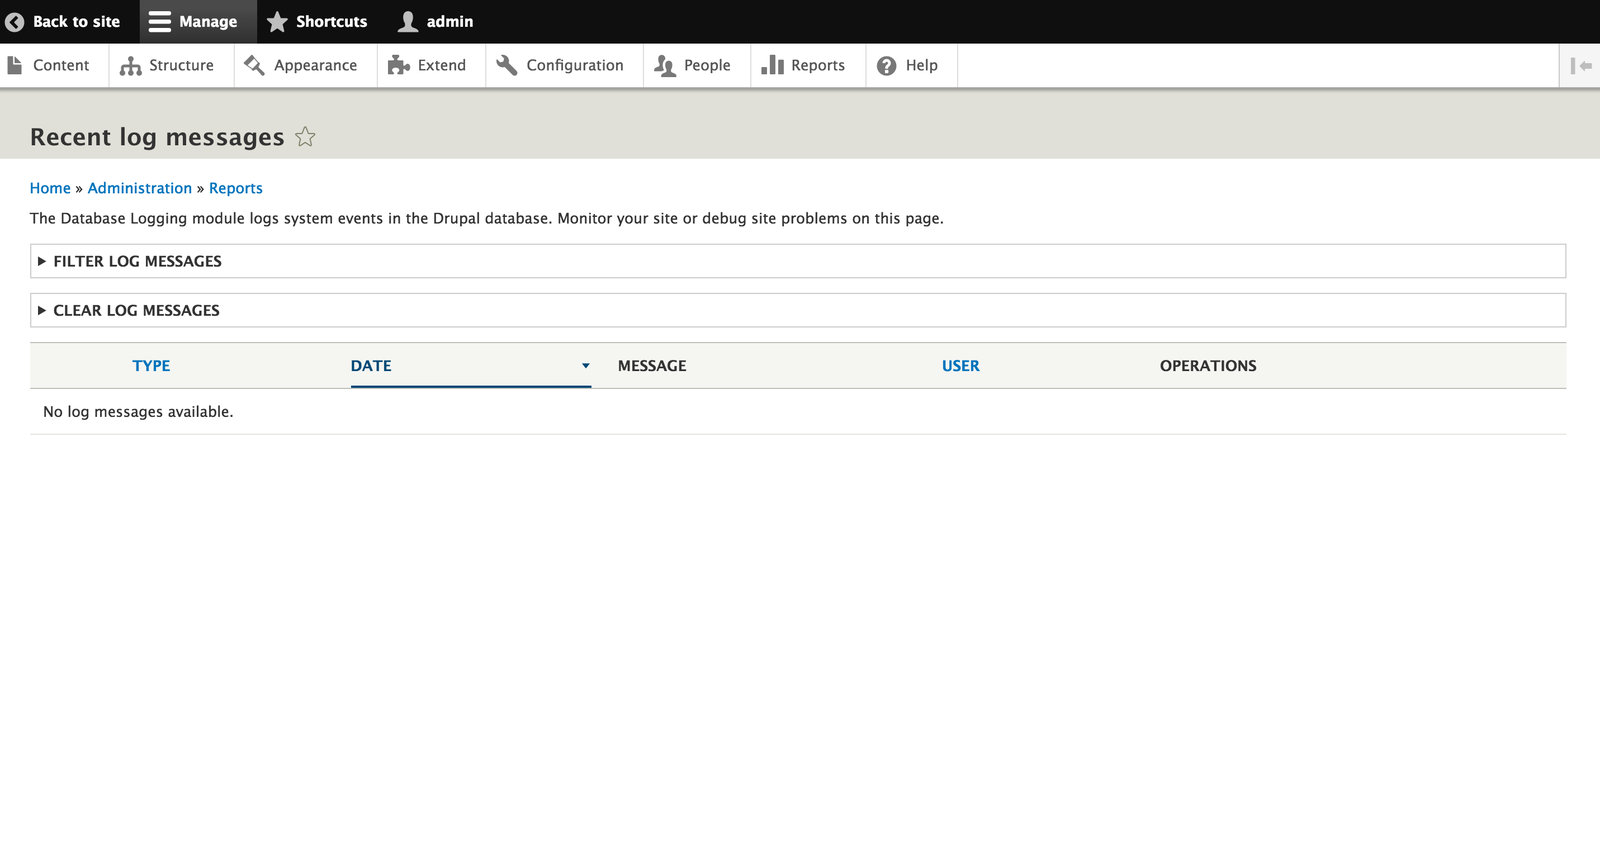 Back to site Manage Shortcuts admin
Content Structure Appearance Extend Configuration People Reports Help
Recent log messages
Home » Administration » Reports
The Database Logging module logs system events in the Drupal database. Monitor your site or debug site problems on this page.
FILTER LOG MESSAGES
CLEAR LOG MESSAGES
TYPE DATE MESSAGE USER OPERATIONS
No log messages available.